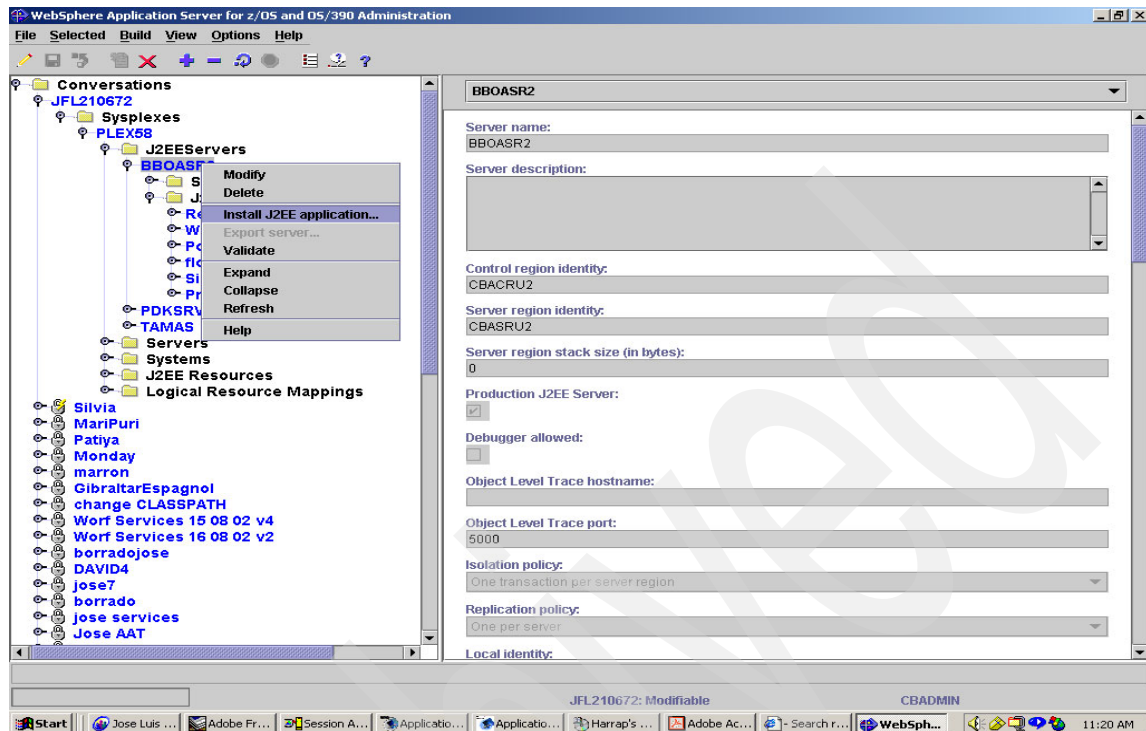 WebSphere Application Server for z/OS and OS/390 Administration
File Selected Build View Options Help
Conversations
JFL210672
Sysplexes
PLEX58
J2EEServers
BBOASR2
S
J2
Re
W
Po
flo
Si
Pr
PDKSRV
TAMAS
Servers
Systems
J2EE Resources
Logical Resource Mappings
Silvia
MariPuri
Patiya
Monday
marron
GibraltarEspagnol
change CLASSPATH
Worf Services 15 08 02 v4
Worf Services 16 08 02 v2
borradojose
DAVID4
jose7
borrado
jose services
Jose AAT
Modify
Delete
Install J2EE application...
Export server...
Validate
Expand
Collapse
Refresh
Help
BBOASR2
Server name:
BBOASR2
Server description:
Control region identity:
CBACRU2
Server region identity:
CBASRU2
Server region stack size (in bytes):
0
Production J2EE Server:
Debugger allowed:
Object Level Trace hostname:
Object Level Trace port:
5000
Isolation policy:
One transaction per server region
Replication policy:
One per server
Local identity:
JFL210672: Modifiable CBADMIN
Start Jose Luis ... Adobe Fr... Session A... Applicatio... Applicatio... Harrap's ... Adobe Ac... - Search r... WebSph... 11:20 AM